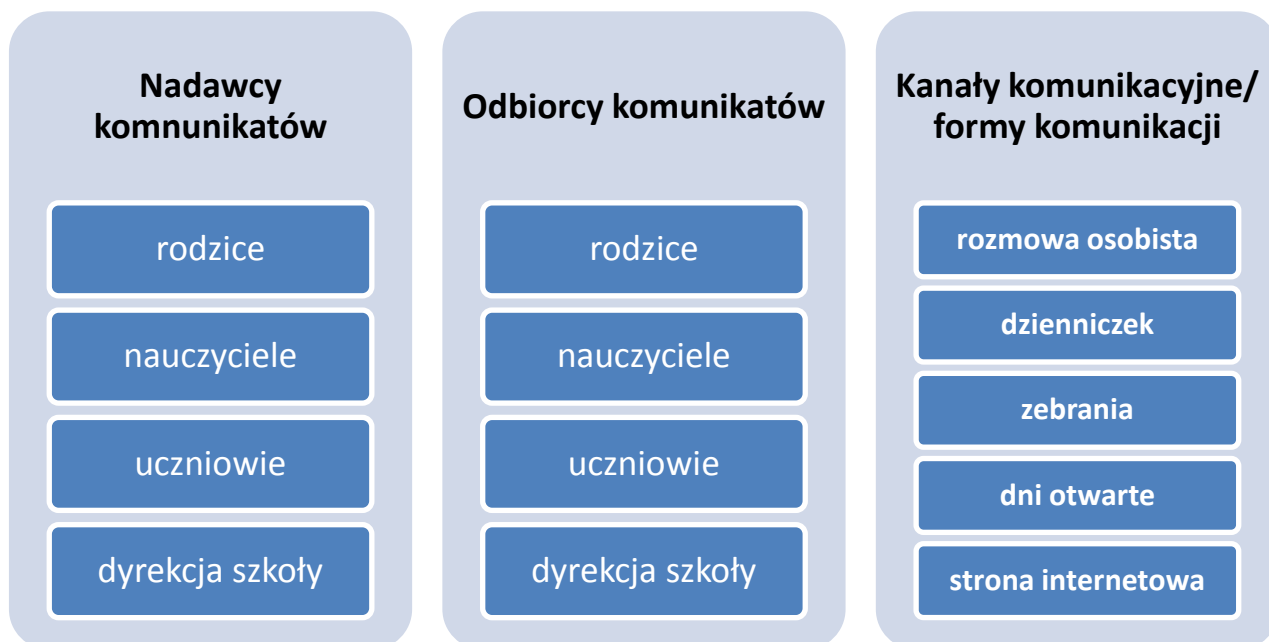 Nadawcy
komnunikatów
rodzice
nauczyciele
uczniowie
dyrekcja szkoły
Odbiorcy komunikatów
rodzice
nauczyciele
uczniowie
dyrekcja szkoły
Kanały komunikacyjne/
formy komunikacji
rozmowa osobista
dzienniczek
zebrania
dni otwarte
strona internetowa